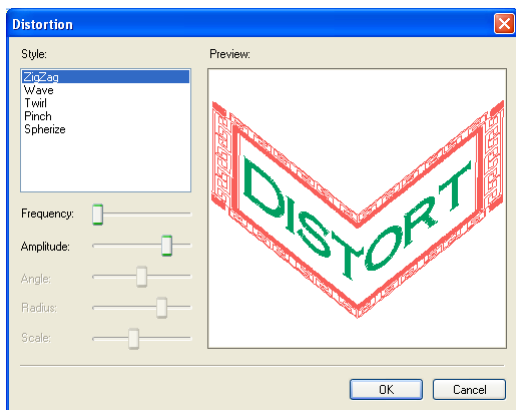 Distortion
Style:
Preview:
ZigZag
Wave
Twirl
Pinch
Spherize
DISTORT
Frequency:
Amplitude:
Angle:
Radius:
Scale:
OK
Cancel